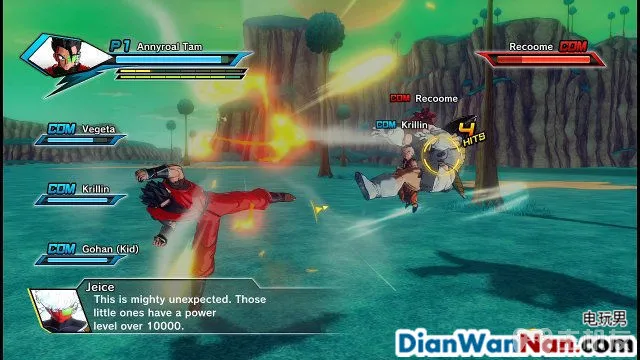 P1 Annyroal Tam
Recoome COM
COM Recoome
COM Krillin
4
HITS
COM Vegeta
COM Krillin
COM Gohan (Kid)
Jeice
This is mighty unexpected. Those
little ones have a power
level over 10000.
电玩男
DianWanNan.com